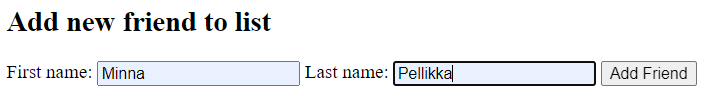 Add new friend to list
First name: Minna Last name: Pellikka Add Friend